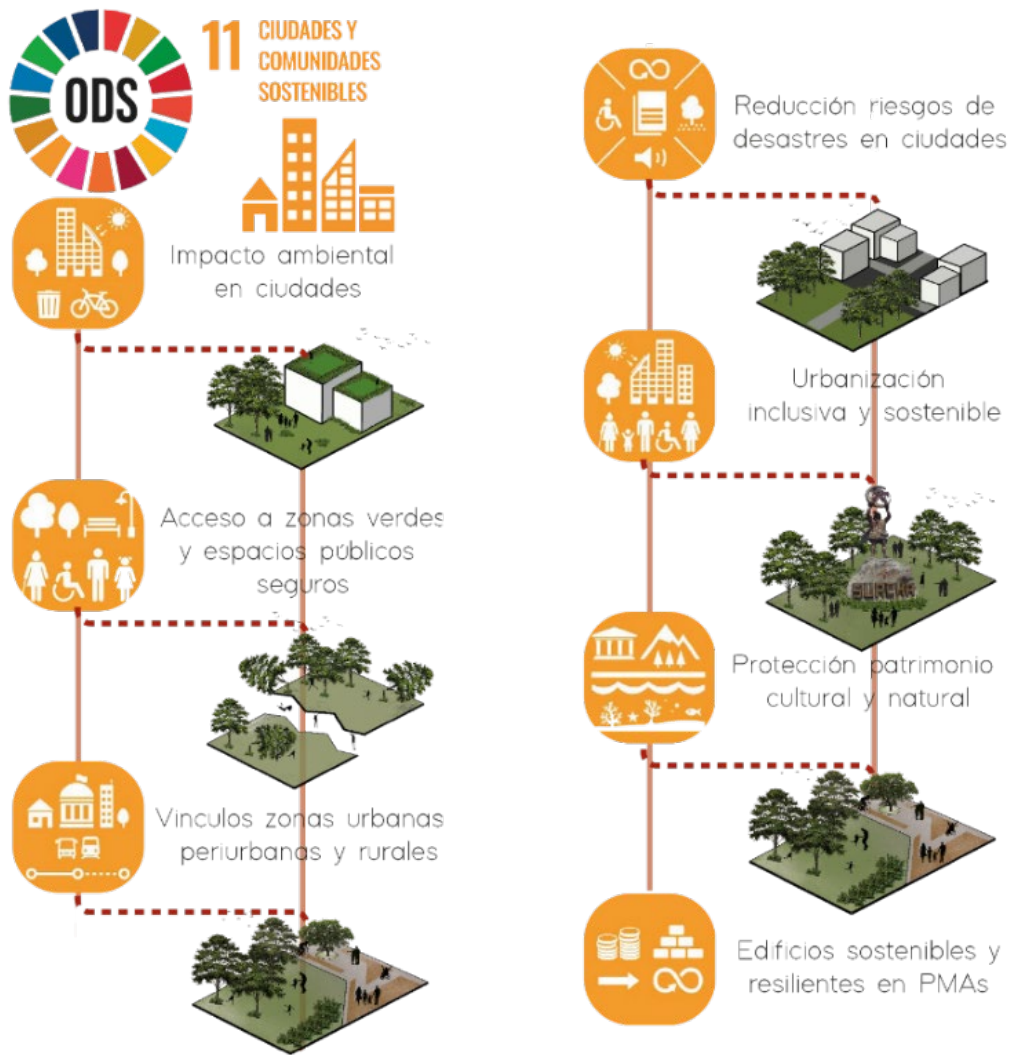 ODS
11 CIUDADES Y
COMUNIDADES
SOSTENIBLES
Impacto ambiental
en ciudades
Acceso a zonas verdes
y espacios públicos
seguros
Vinculos zonas urbanas
periurbanas y rurales
Reducción riesgos de
desastres en ciudades
Urbanización
inclusiva y sostenible
Protección patrimonio
cultural y natural
Edificios sostenibles y
resilientes en PMAs